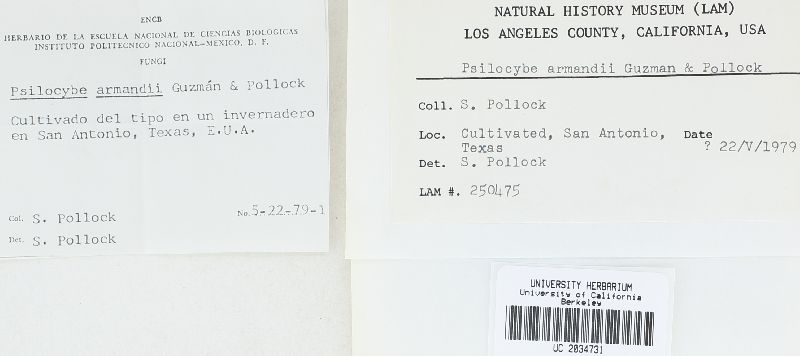 ENCB
HERBARIO DE LA ESCUELA NACIONAL DE CIENCIAS BIOLOGICAS
INSTITUTO POLITECNICO NACIONAL-MEXICO, D. F.
FUNGI
Psilocybe armandii Guzmán & Pollock
Cultivado del tipo en un invernadero
en San Antonio, Texas, E.U.A.
Col. S. Pollock
No. 5-22-79-1
Det. S. Pollock
NATURAL HISTORY MUSEUM (LAM)
LOS ANGELES COUNTY, CALIFORNIA, USA
Psilocybe armandii Guzman & Pollock
Coll. S. Pollock
Loc. Cultivated, San Antonio, Date
Texas ? 22/V/1979
Det. S. Pollock
LAM #. 250475
UNIVERSITY HERBARIUM
University of California
Berkeley
UC 2034731